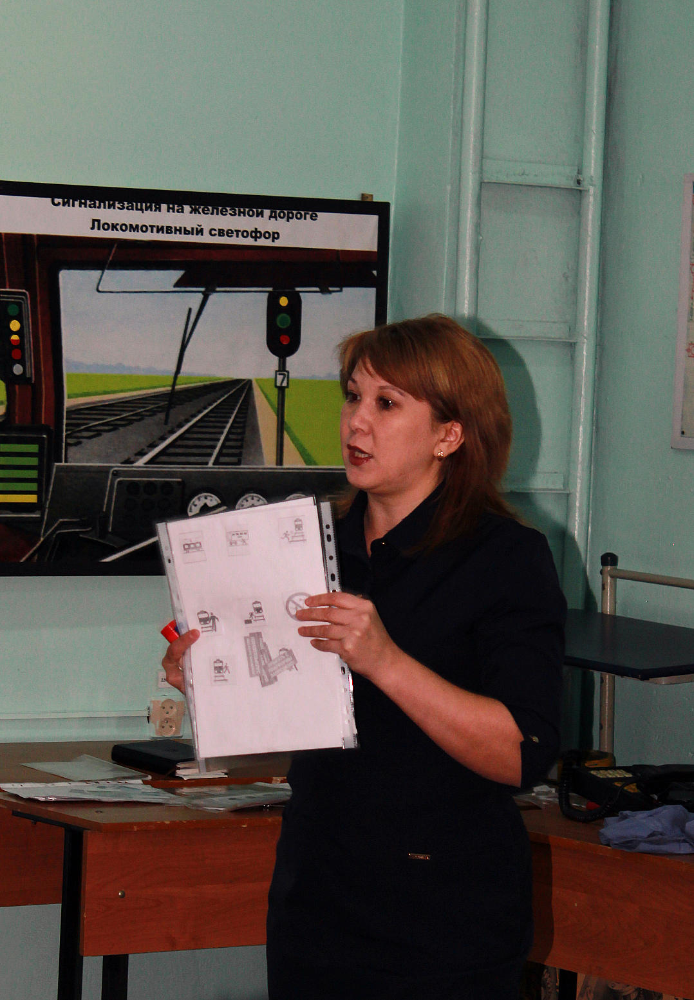 Сигнализация на железной дороге
Локомотивный светофор
7